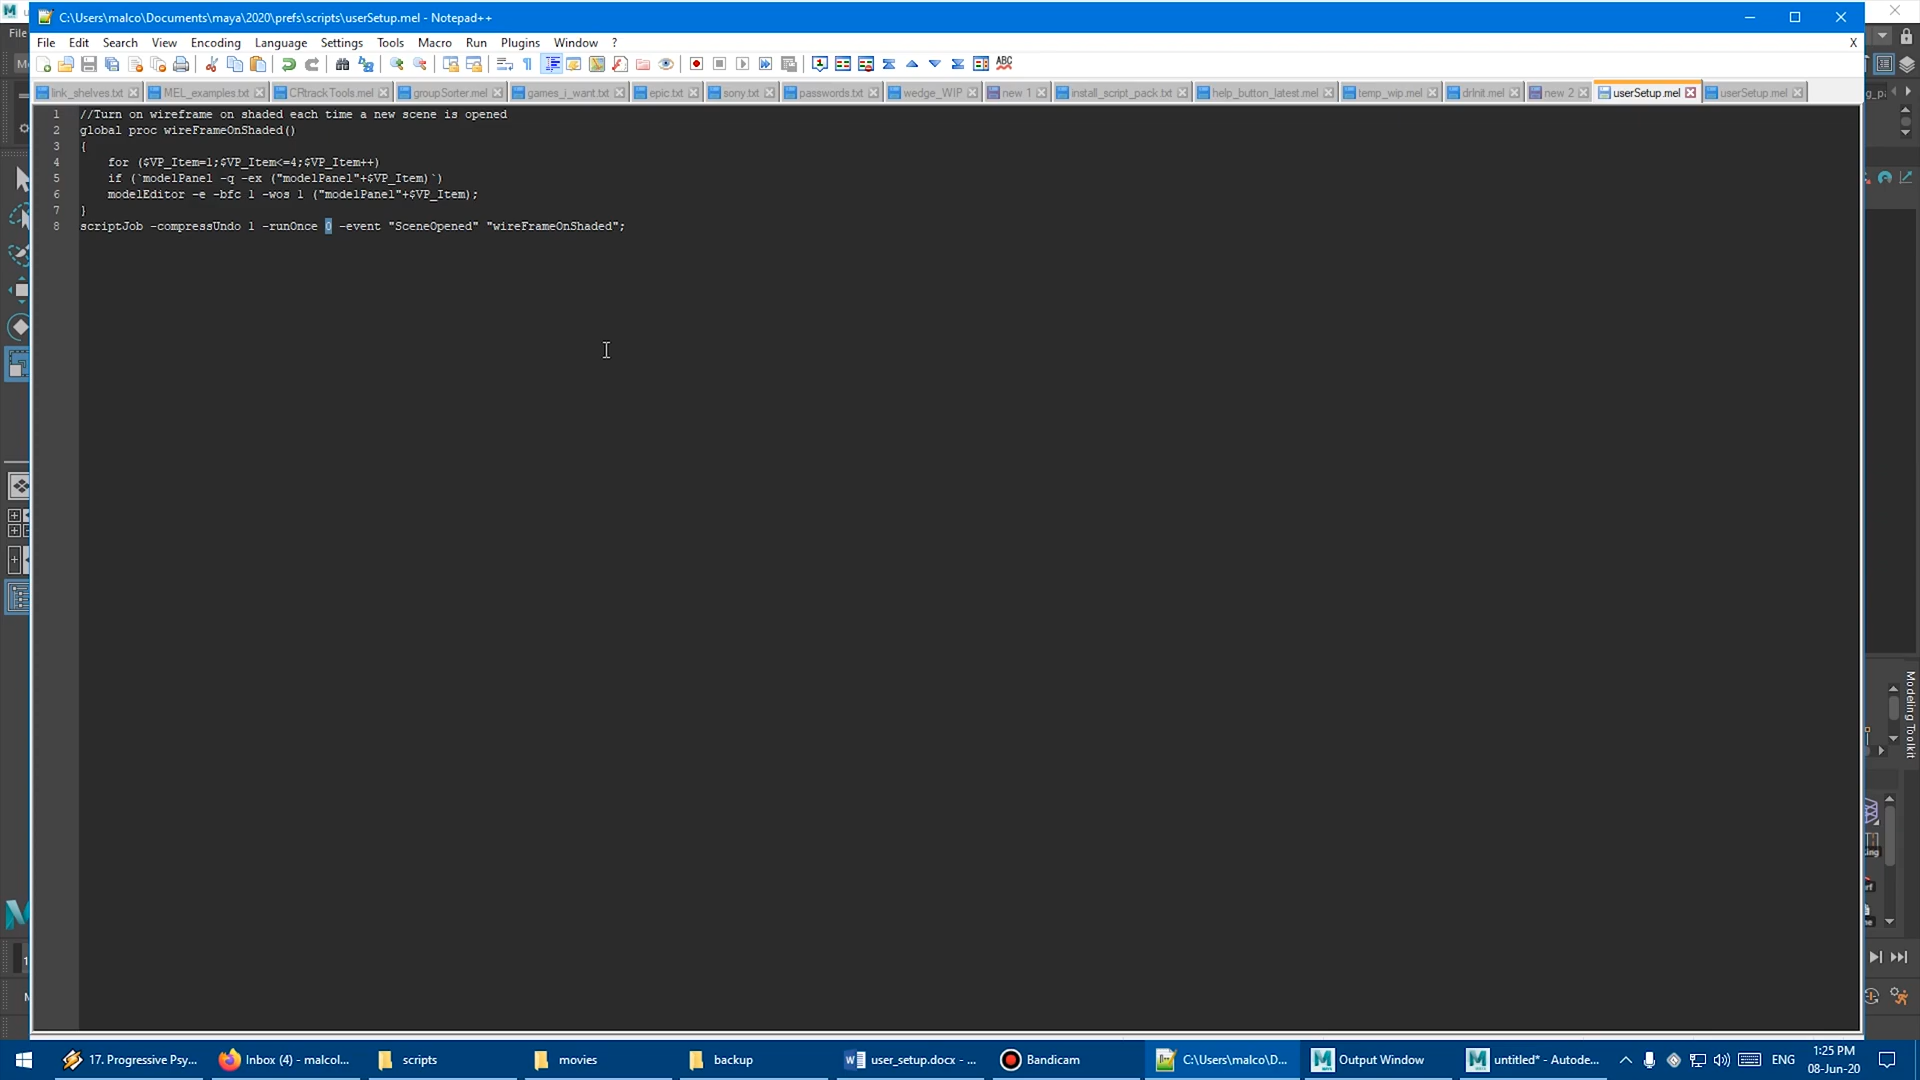 C:\Users\malco\Documents\maya\2020\prefs\scripts\userSetup.mel - Notepad++
File Edit Search View Encoding Language Settings Tools Macro Run Plugins Window ? X
link_shelves.txt MEL_examples.txt CRtrackTools.mel groupSorter.mel games_i_want.txt epic.txt sony.txt passwords.txt wedge_WIP new 1 install_script_pack.txt help_button_latest.mel temp_wip.mel drInit.mel new 2 userSetup.mel userSetup.mel
1 //Turn on wireframe on shaded each time a new scene is opened
2 global proc wireFrameOnShaded()
3 {
4 for ($VP_Item=1;$VP_Item<=4;$VP_Item++)
5 if (`modelPanel -q -ex ("modelPanel"+$VP_Item)`)
6 modelEditor -e -bfc 1 -wos 1 ("modelPanel"+$VP_Item);
7 }
8 scriptJob -compressUndo 1 -runOnce 0 -event "SceneOpened" "wireFrameOnShaded";
Modeling Toolkit
17. Progressive Psy... Inbox (4) - malcol... scripts movies backup user_setup.docx - ... Bandicam C:\Users\malco\D... Output Window untitled* - Autode... ENG 1:25 PM
08-Jun-20